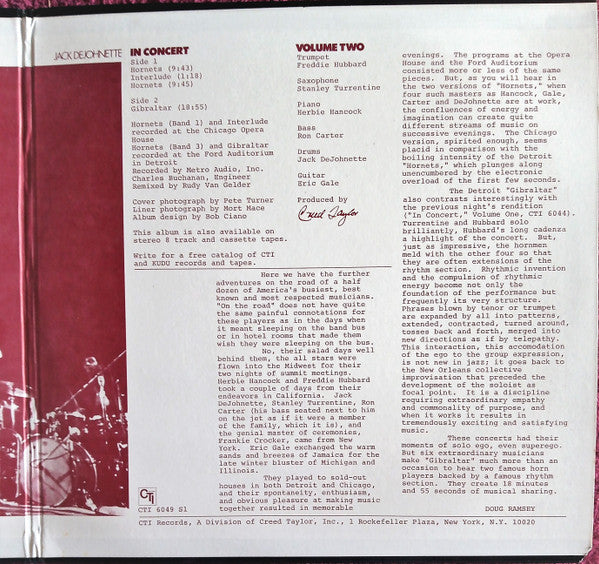 JACK DEJOHNETTE
IN CONCERT
Side 1
Hornets (9:43)
Interlude (1:18)
Hornets (9:45)
Side 2
Gibraltar (18:55)
Hornets (Band 1) and Interlude
recorded at the Chicago Opera
House
Hornets (Band 3) and Gibraltar
recorded at the Ford Auditorium
in Detroit
Recorded by Metro Audio, Inc.
Charles Buchanan, Engineer
Remixed by Rudy Van Gelder
Cover photograph by Pete Turner
Liner photograph by Mort Mace
Album design by Bob Ciano
This album is also available on
stereo 8 track and cassette tapes.
Write for a free catalog of CTI
and KUDU records and tapes.
VOLUME TWO
Trumpet
Freddie Hubbard
Saxophone
Stanley Turrentine
Piano
Herbie Hancock
Bass
Ron Carter
Drums
Jack DeJohnette
Guitar
Eric Gale
Produced by
Creed Taylor
Here we have the further
adventures on the road of a half
dozen of America's busiest, best
known and most respected musicians.
"On the road" does not have quite
the same painful connotations for
these players as in the days when
it meant sleeping on the band bus
or in hotel rooms that made them
wish they were sleeping on the bus.
No, their salad days well
behind them, the all stars were
flown into the Midwest for their
two nights of summit meetings.
Herbie Hancock and Freddie Hubbard
took a couple of days from their
endeavors in California. Jack
DeJohnette, Stanley Turrentine, Ron
Carter (his bass seated next to him
on the jet as if it were a member
of the family, which it is), and
the genial master of ceremonies,
Frankie Crocker, came from New
York. Eric Gale exchanged the warm
sands and breezes of Jamaica for the
late winter bluster of Michigan and
Illinois.
They played to sold-out
houses in both Detroit and Chicago,
and their spontaneity, enthusiasm,
and obvious pleasure at making music
together resulted in memorable
evenings. The programs at the Opera
House and the Ford Auditorium
consisted more or less of the same
pieces. But, as you will hear in
the two versions of "Hornets," when
four such masters as Hancock, Gale,
Carter and DeJohnette are at work,
the confluences of energy and
imagination can create quite
different streams of music on
successive evenings. The Chicago
version, spirited enough, seems
placid in comparison with the
boiling intensity of the Detroit
"Hornets," which plunges along
unencumbered by the electronic
overload of the first few seconds.
The Detroit "Gibraltar"
also contrasts interestingly with
the previous night's rendition
("In Concert," Volume One, CTI 6044).
Turrentine and Hubbard solo
brilliantly, Hubbard's long cadenza
a highlight of the concert. But,
just as impressive, the hornmen
meld with the other four so that
they are often extensions of the
rhythm section. Rhythmic invention
and the compulsion of rhythmic
energy become not only the
foundation of the performance but
frequently its very structure.
Phrases blown by tenor or trumpet
are expanded by all into patterns,
extended, contracted, turned around,
tosses back and forth, merged into
new directions as if by telepathy.
This interaction, this accomodation
of the ego to the group expression,
is not new in jazz; it goes back to
the New Orleans collective
improvisation that preceded the
development of the soloist as
focal point. It is a discipline
requiring extraordinary empathy
and commonality of purpose, and
when it works it results in
tremendously exciting and satisfying
music.
These concerts had their
moments of solo ego, even superego.
But six extraordinary musicians
make "Gibraltar" much more than an
occasion to hear two famous horn
players backed by a famous rhythm
section. They create 18 minutes
and 55 seconds of musical sharing.
DOUG RAMSEY
CTI
CTI 6049 S1
CTI Records, A Division of Creed Taylor, Inc., 1 Rockefeller Plaza, New York, N.Y. 10020